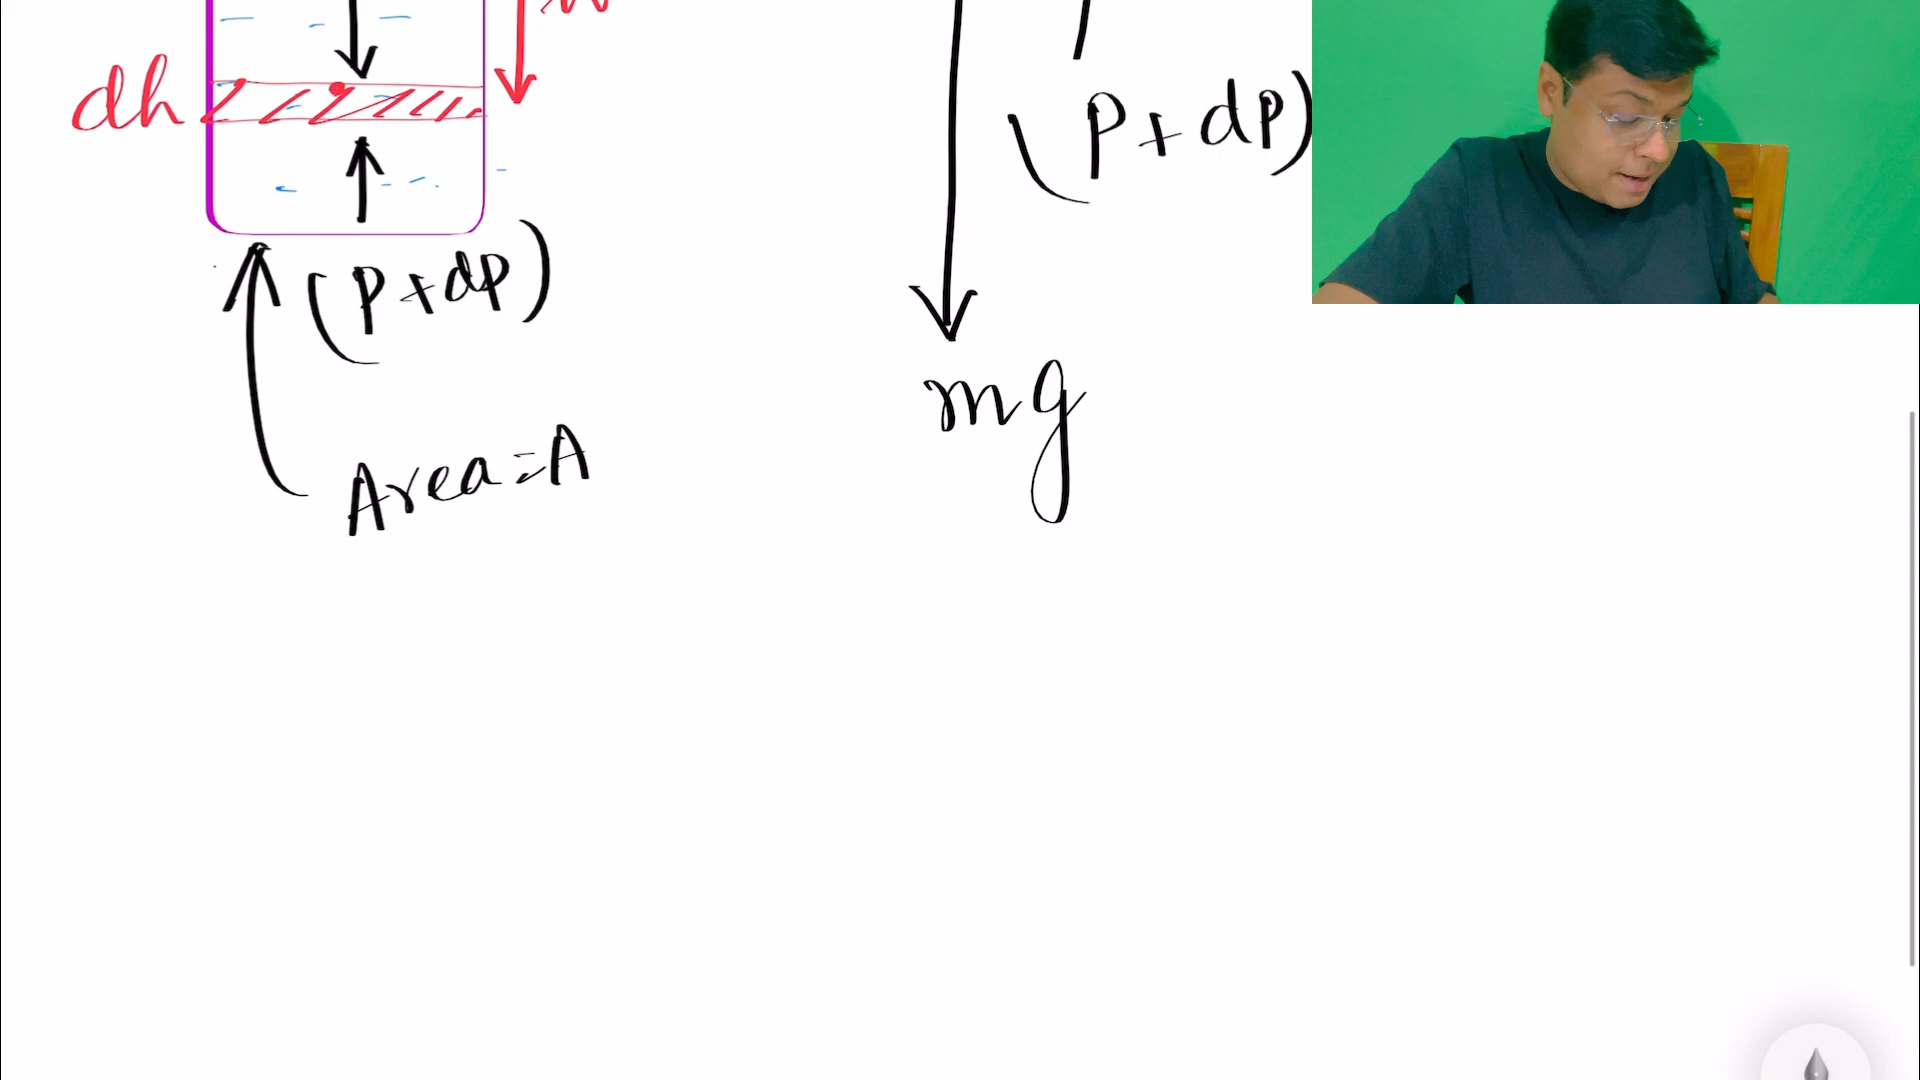 dh
(P + dP)
(P + dP)
mg
Area = A